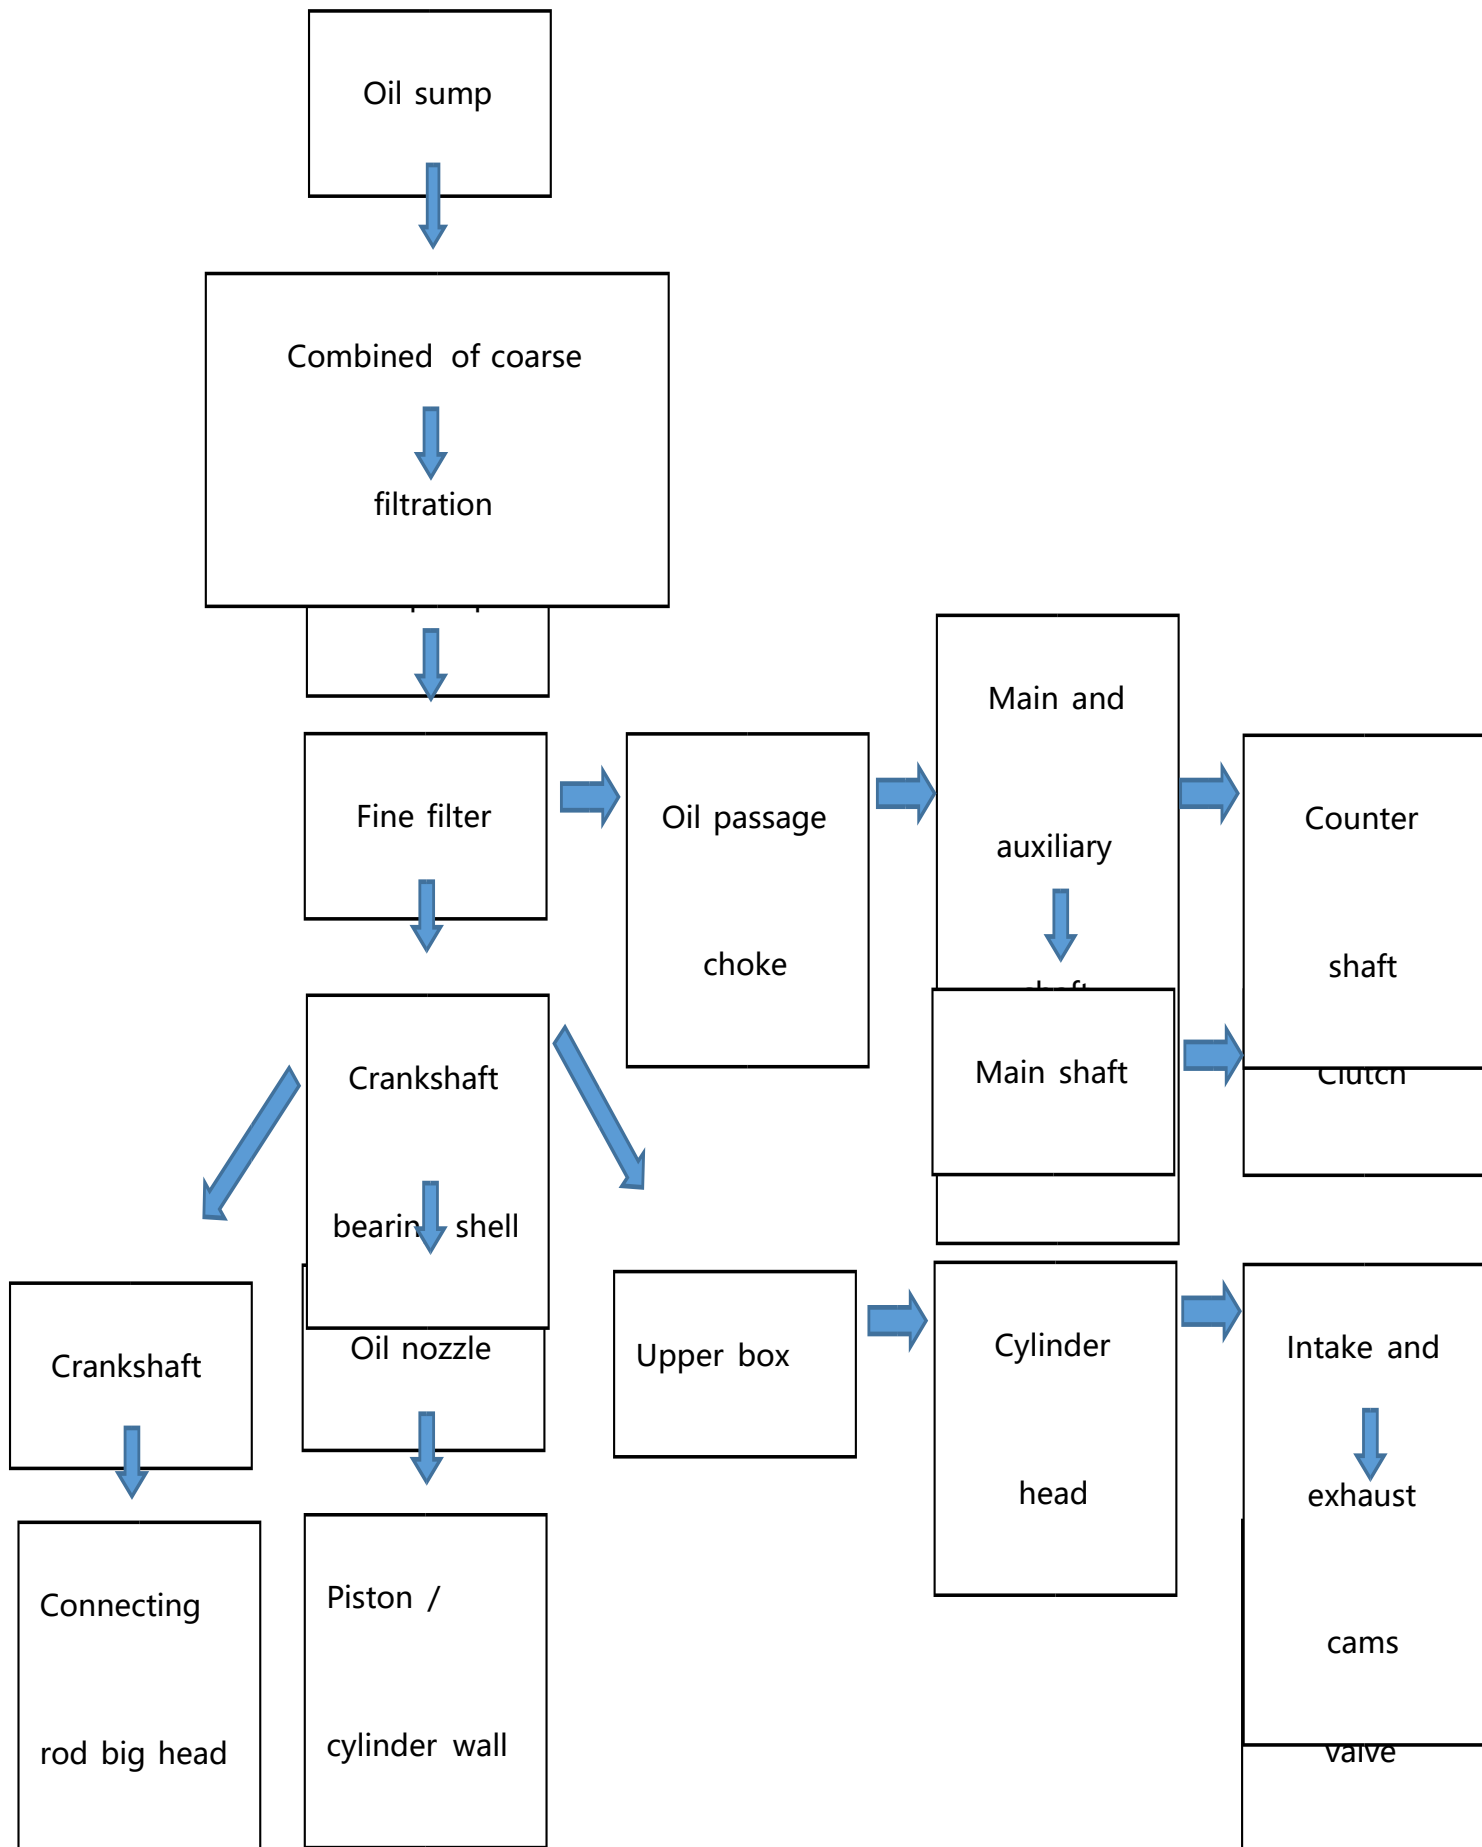 Oil sump
Combined of coarse
filtration
Fine filter
Oil passage
choke
Main and
auxiliary
shaft
Counter
shaft
Main shaft
Clutch
Crankshaft
bearing shell
Crankshaft
Oil nozzle
Upper box
Cylinder
head
Intake and
exhaust
cams
valve
Connecting
rod big head
Piston /
cylinder wall